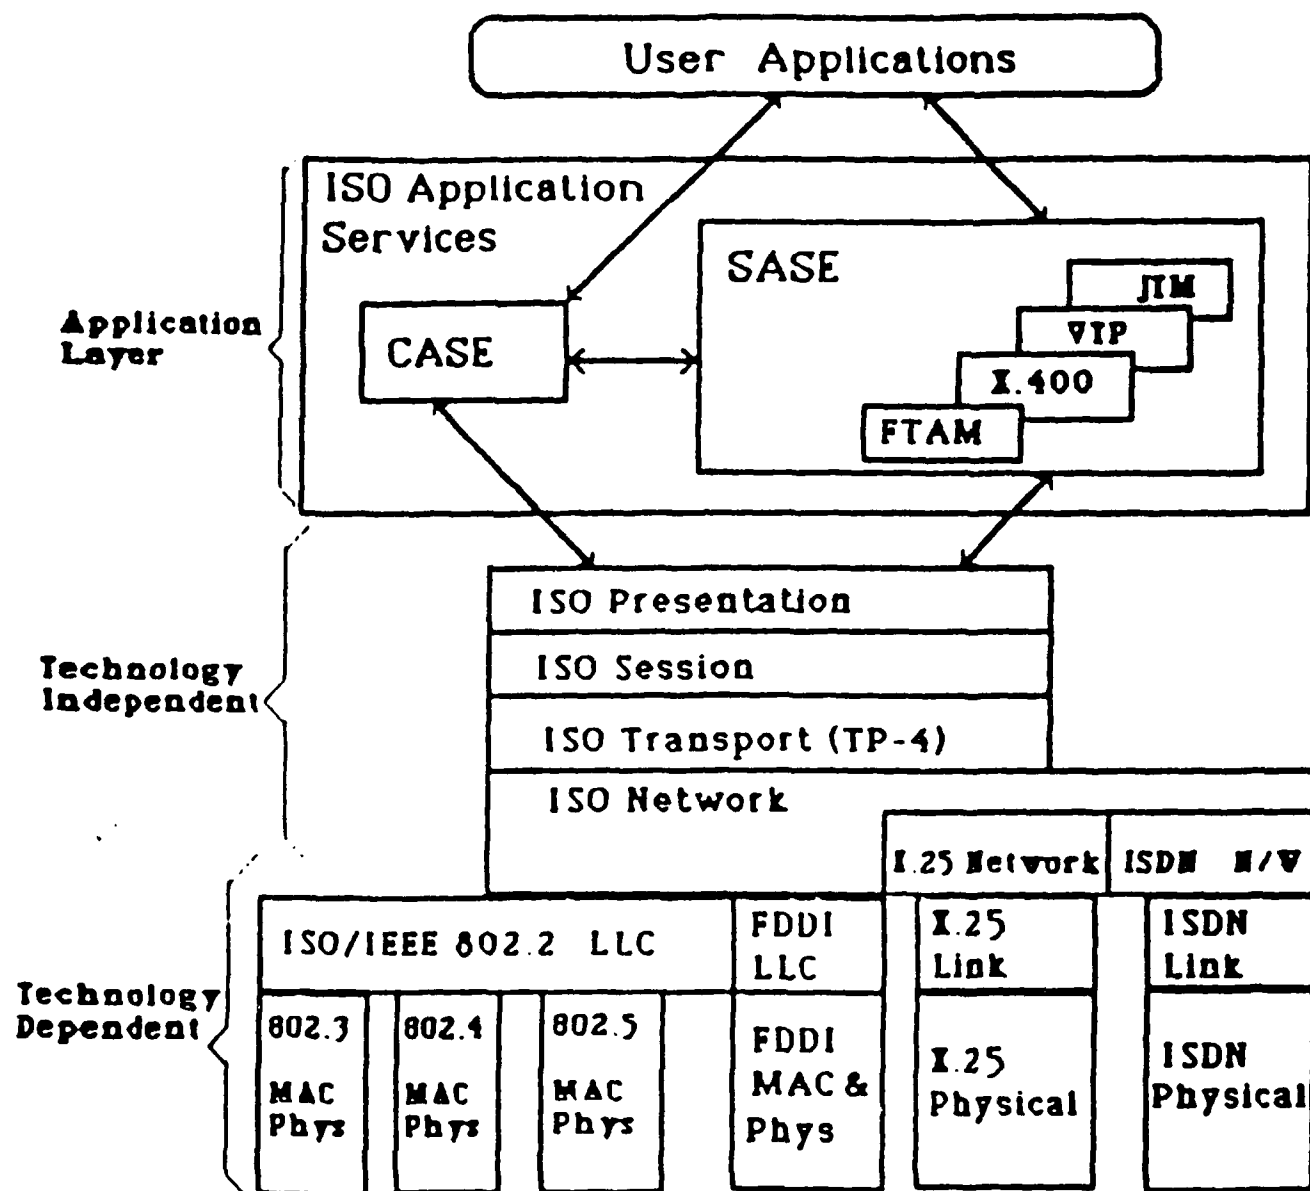 User Applications
ISO Application
Services
SASE
JTM
VTP
X.400
FTAM
CASE
Application
Layer
ISO Presentation
ISO Session
ISO Transport (TP-4)
ISO Network
Technology
Independent
X.25 Network
ISDN N/W
ISO/IEEE 802.2 LLC
FDDI
LLC
X.25
Link
ISDN
Link
Technology
Dependent
802.3
MAC
Phys
802.4
MAC
Phys
802.5
MAC
Phys
FDDI
MAC &
Phys
X.25
Physical
ISDN
Physical